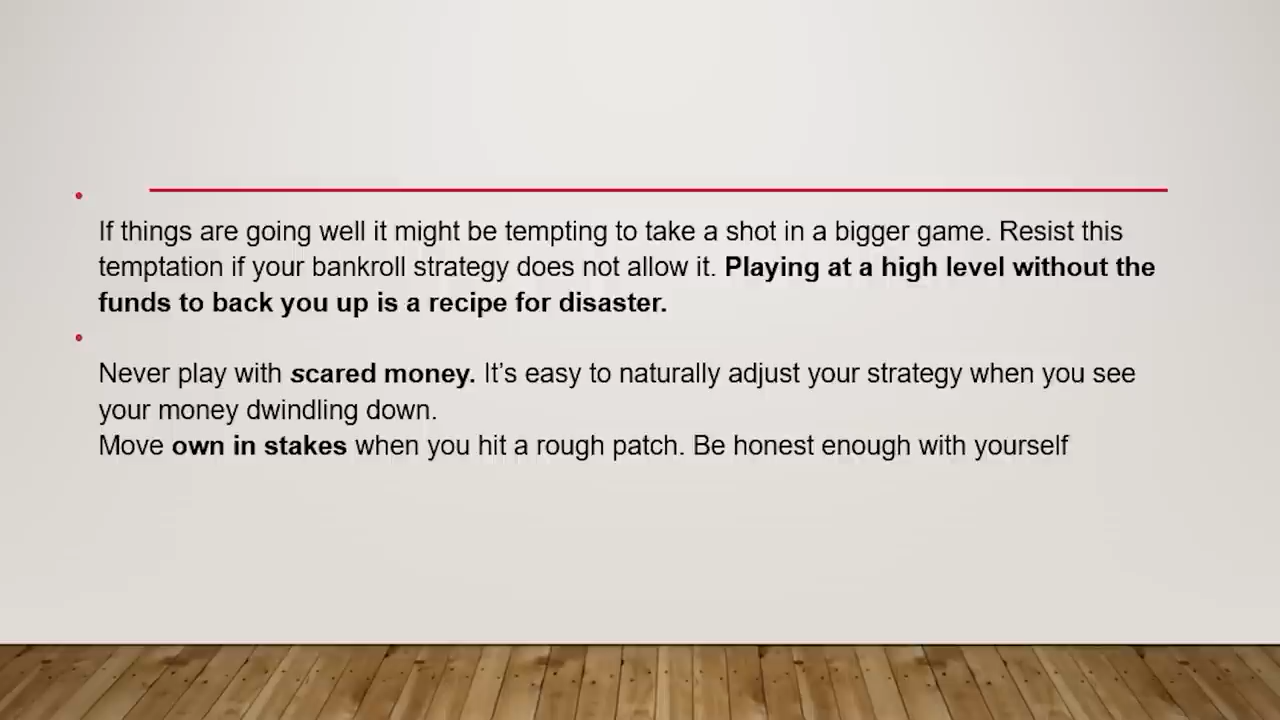 If things are going well it might be tempting to take a shot in a bigger game. Resist this
temptation if your bankroll strategy does not allow it. Playing at a high level without the
funds to back you up is a recipe for disaster.
Never play with scared money. It’s easy to naturally adjust your strategy when you see
your money dwindling down.
Move own in stakes when you hit a rough patch. Be honest enough with yourself